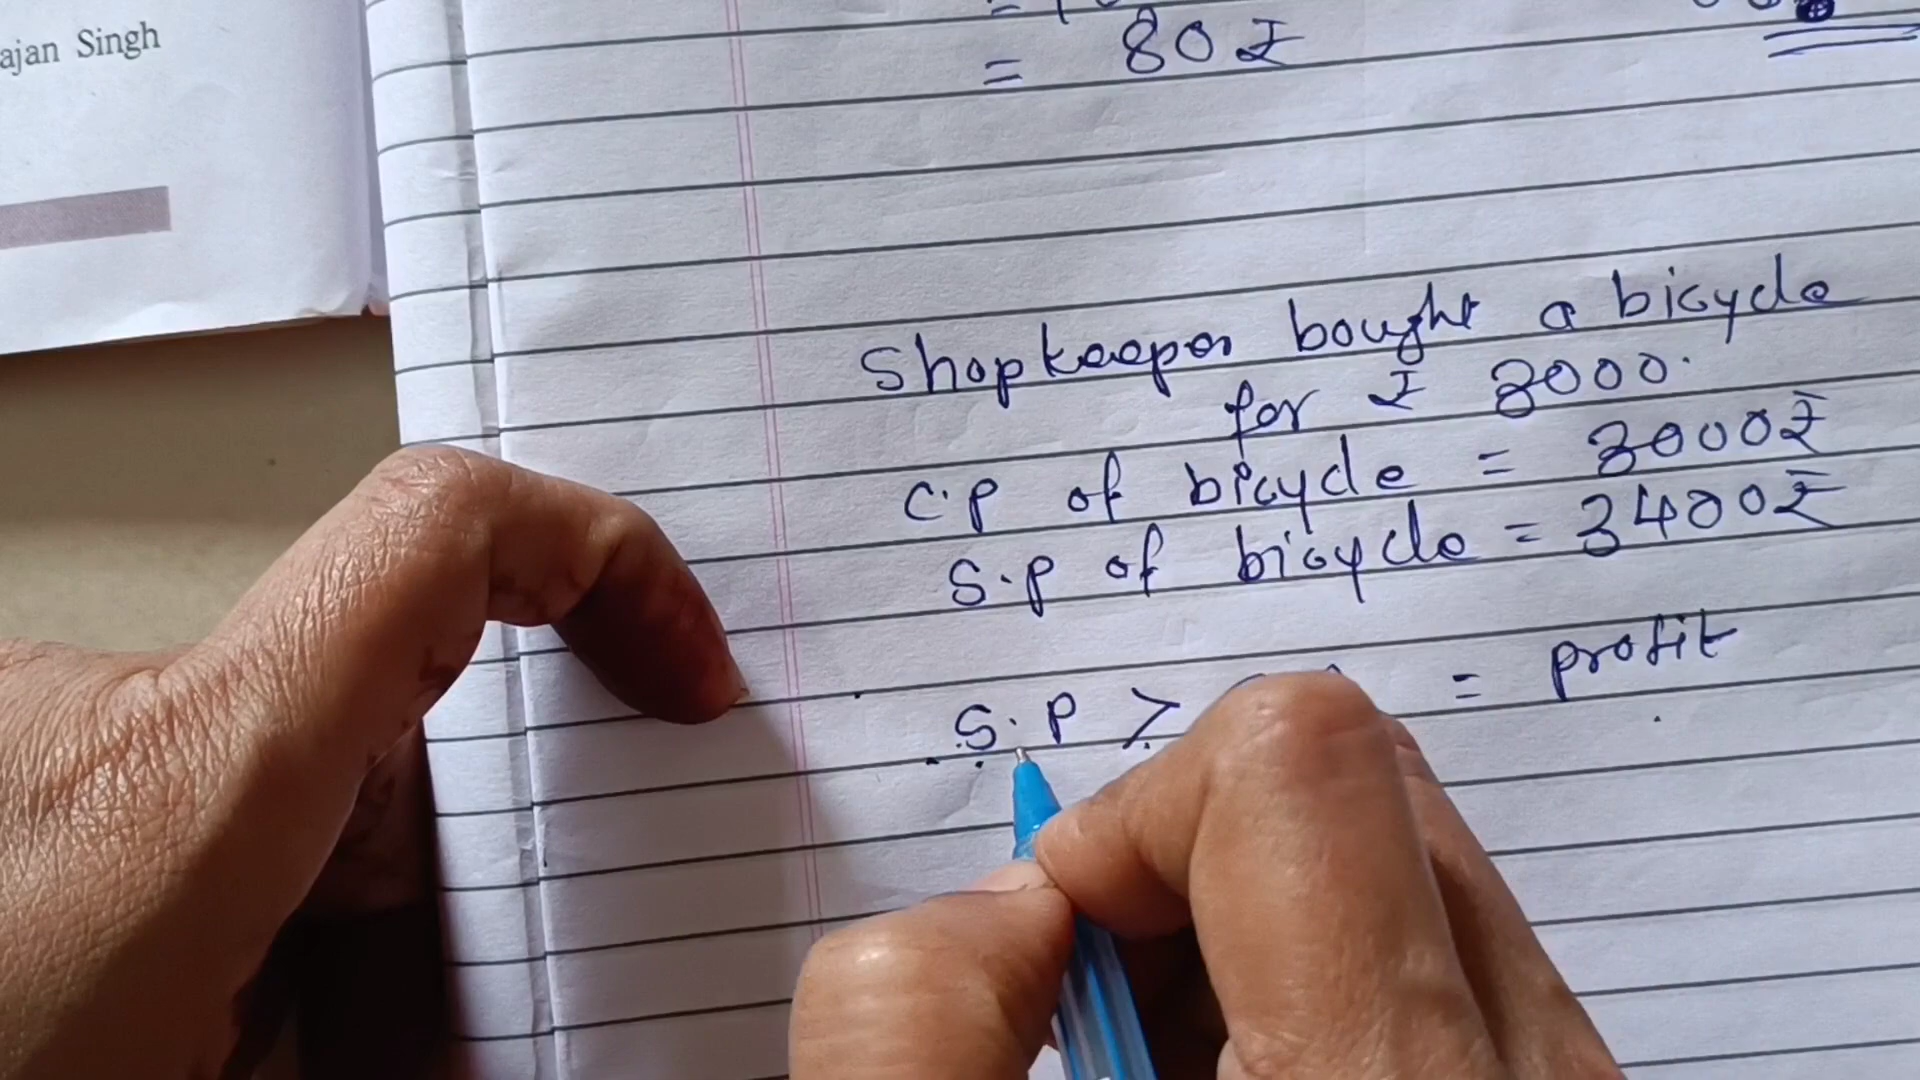 ajan Singh
= 80 ₹
Shopkeeper bought a bicycle
for ₹ 3000.
C.P of bicycle = 3000₹
S.P of bicycle = 3400₹
S.P > = profit